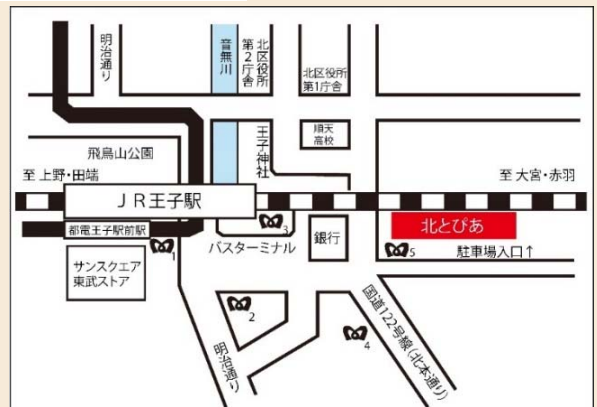 明治通り
音無川
北区役所
第2庁舎
北区役所
第1庁舎
順天
高校
飛鳥山公園
王子神社
至 上野・田端
至 大宮・赤羽
JR王子駅
北とぴあ
都電王子駅前駅
3
バスターミナル
銀行
5
駐車場入口↑
1
サンスクエア
東武ストア
2
4
国道122号線(北本通り)
明治通り